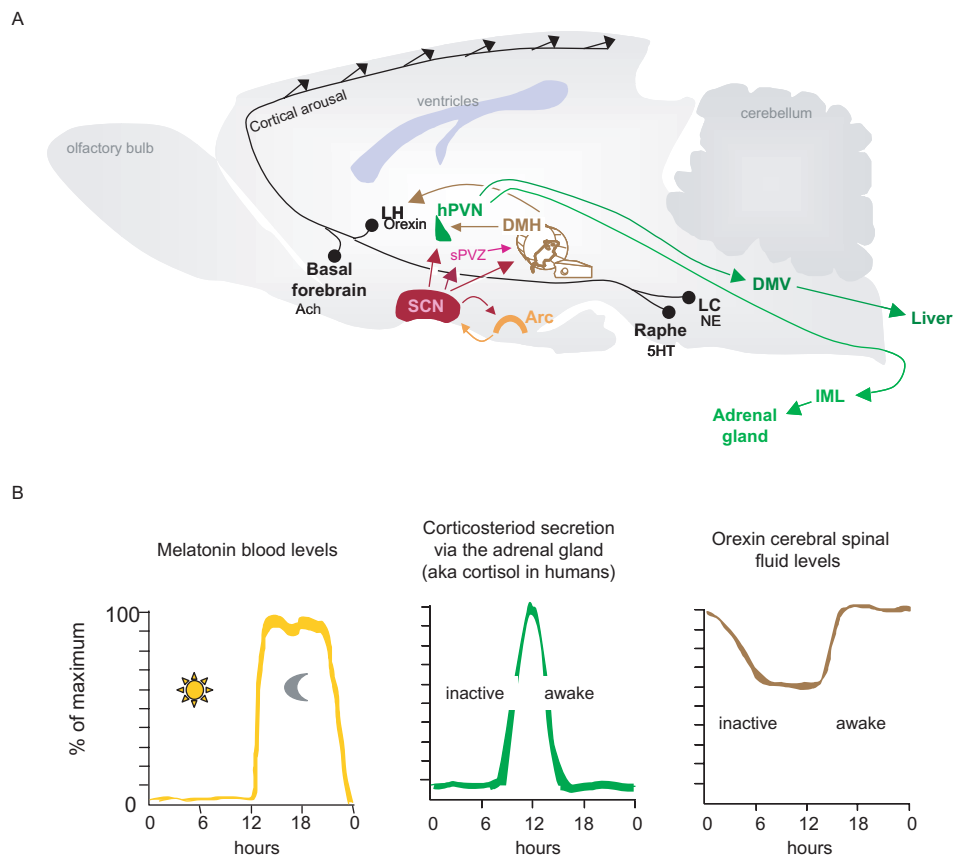 A
Cortical arousal
ventricles
cerebellum
olfactory bulb
LH
Orexin
hPVN
DMH
sPVZ
Basal
forebrain
Ach
SCN
Arc
DMV
LC
NE
Raphe
5HT
Liver
IML
Adrenal
gland
B
Melatonin blood levels
Corticosteriod secretion
via the adrenal gland
(aka cortisol in humans)
Orexin cerebral spinal
fluid levels
% of maximum
100
0
0 6 12 18 0
hours
inactive awake
0 6 12 18 0
hours
inactive awake
0 6 12 18 0
hours